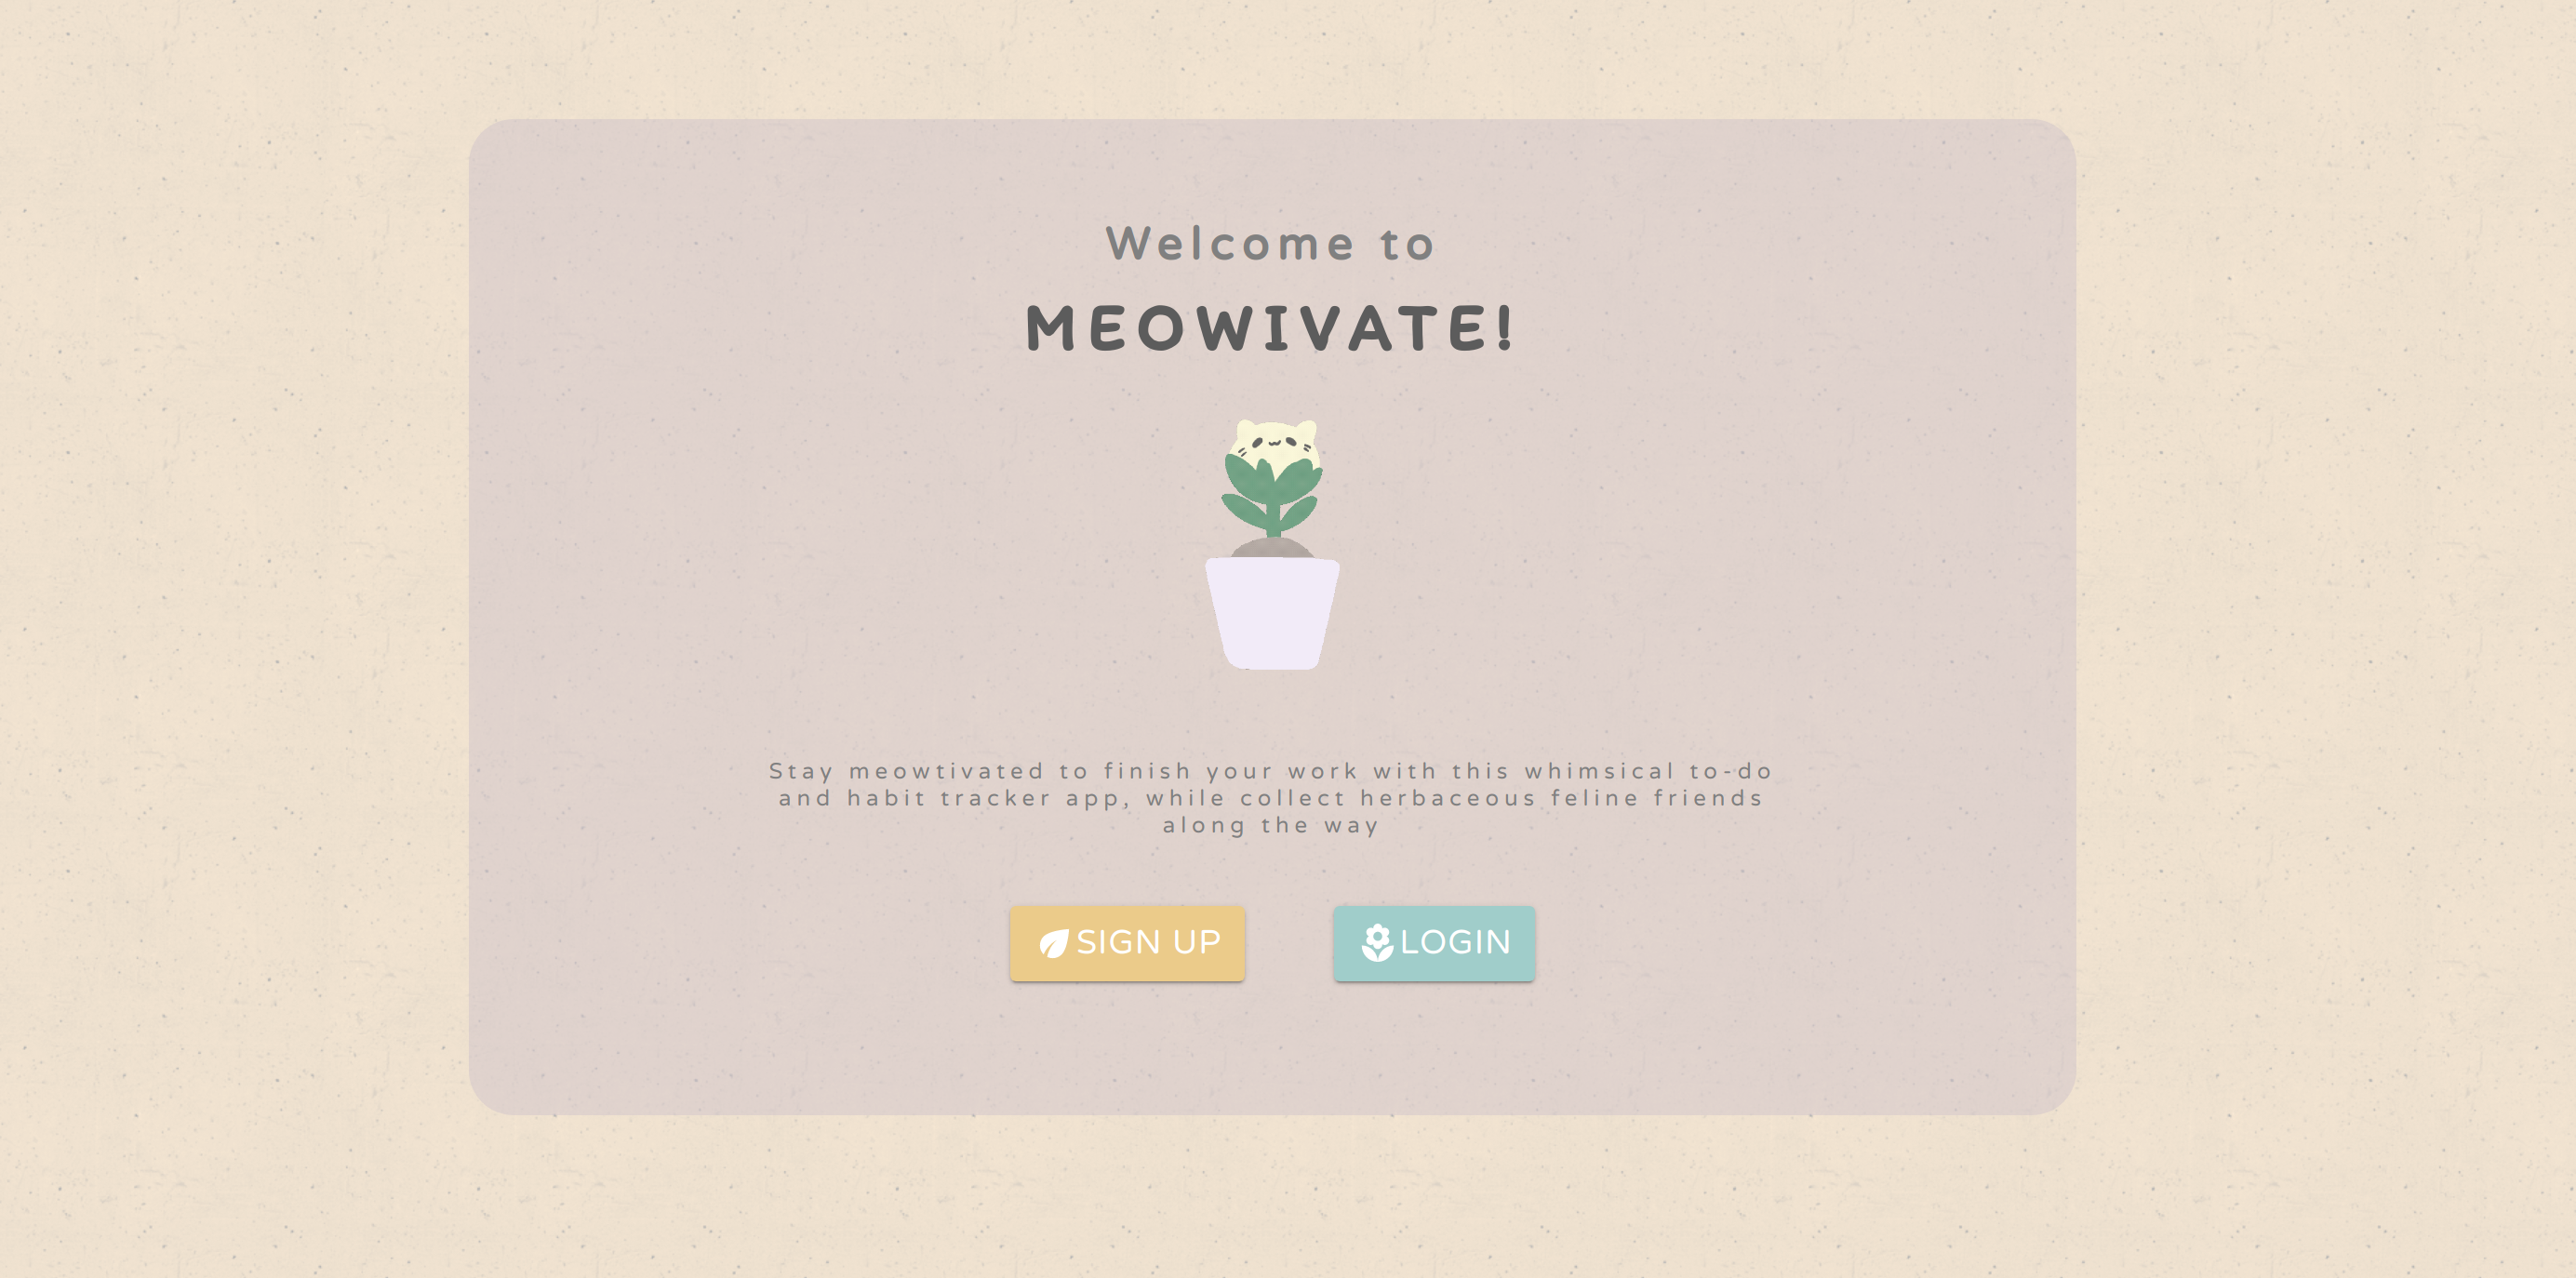 Welcome to
MEOWIVATE!
Stay meowtivated to finish your work with this whimsical to-do
and habit tracker app, while collect herbaceous feline friends
along the way
SIGN UP
LOGIN